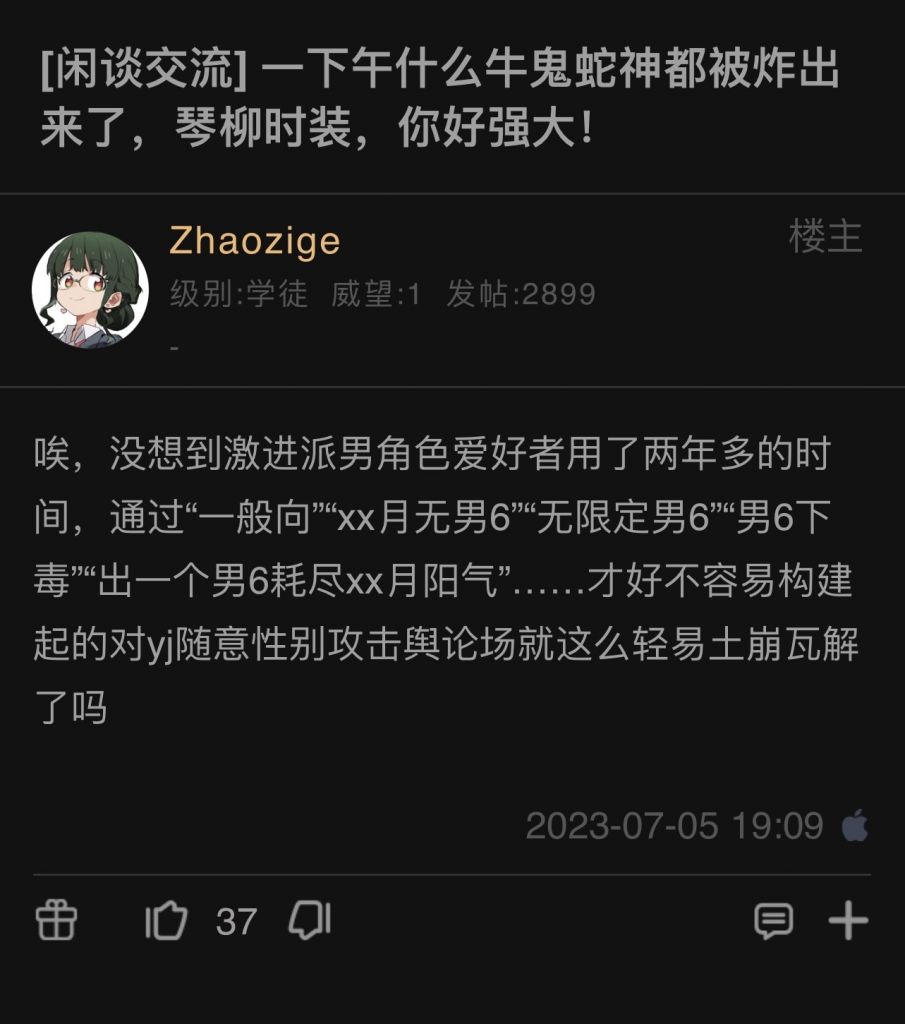 [闲谈交流] 一下午什么牛鬼蛇神都被炸出
来了，琴柳时装，你好强大！
Zhaozige
楼主
级别:学徒 威望:1 发帖:2899
-
唉，没想到激进派男角色爱好者用了两年多的时
间，通过“一般向”“xx月无男6”“无限定男6”“男6下
毒”“出一个男6耗尽xx月阳气”……才好不容易构建
起的对yj随意性别攻击舆论场就这么轻易土崩瓦解
了吗
2023-07-05 19:09
37